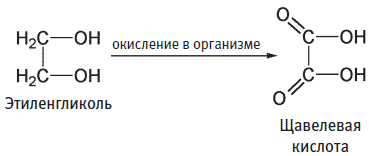 H₂C—OH
H₂C—OH
Этиленгликоль
окисление в организме
O
C—OH
C—OH
O
Щавелевая
кислота